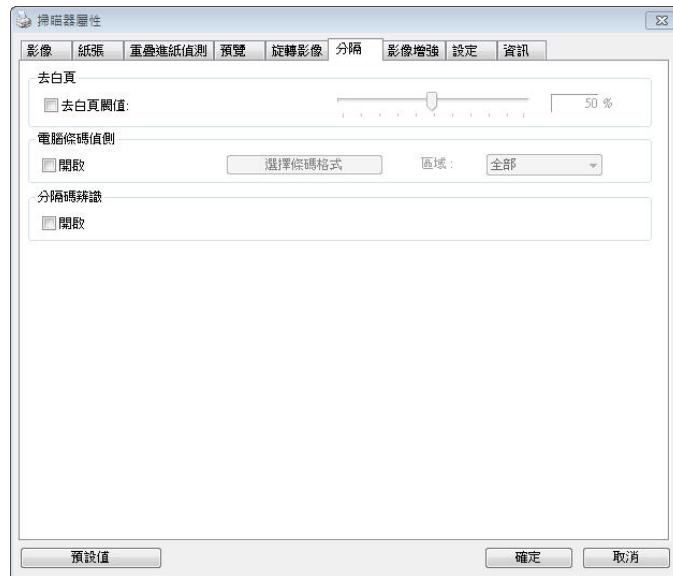 掃瞄器屬性
影像 紙張 重疊進紙偵測 預覽 旋轉影像 分隔 影像增強 設定 資訊
去白頁
去白頁閥值: 50 %
電腦條碼偵側
開啟 選擇條碼格式 區域: 全部
分隔碼辨識
開啟
預設值 確定 取消